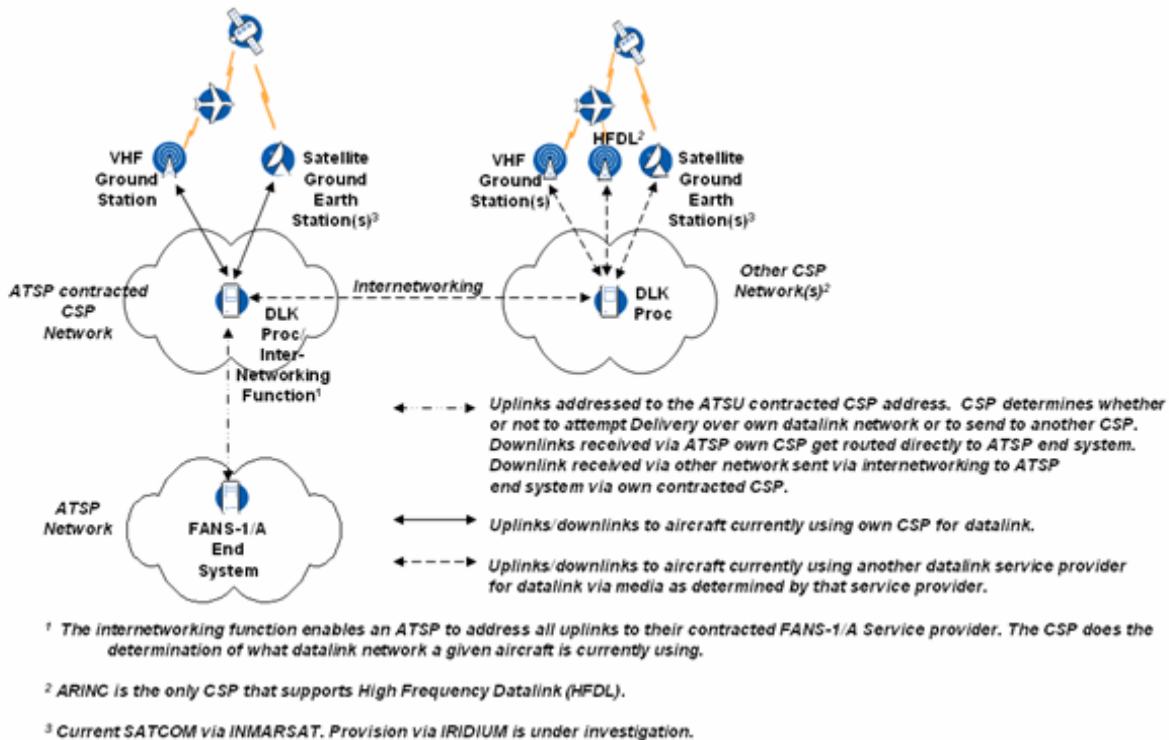 VHF
Ground
Station
Satellite
Ground
Earth
Station(s)³
HFDL²
VHF
Ground
Station(s)
Satellite
Ground
Earth
Station(s)³
ATSP contracted
CSP
Network
DLK
Proc/
Inter-
Networking
Function¹
Internetworking
DLK
Proc
Other CSP
Network(s)²
Uplinks addressed to the ATSU contracted CSP address. CSP determines whether
or not to attempt Delivery over own datalink network or to send to another CSP.
Downlinks received via ATSP own CSP get routed directly to ATSP end system.
Downlink received via other network sent via internetworking to ATSP
end system via own contracted CSP.
ATSP
Network
FANS-1/A
End
System
Uplinks/downlinks to aircraft currently using own CSP for datalink.
Uplinks/downlinks to aircraft currently using another datalink service provider
for datalink via media as determined by that service provider.
¹ The internetworking function enables an ATSP to address all uplinks to their contracted FANS-1/A Service provider. The CSP does the
determination of what datalink network a given aircraft is currently using.
² ARINC is the only CSP that supports High Frequency Datalink (HFDL).
³ Current SATCOM via INMARSAT. Provision via IRIDIUM is under investigation.